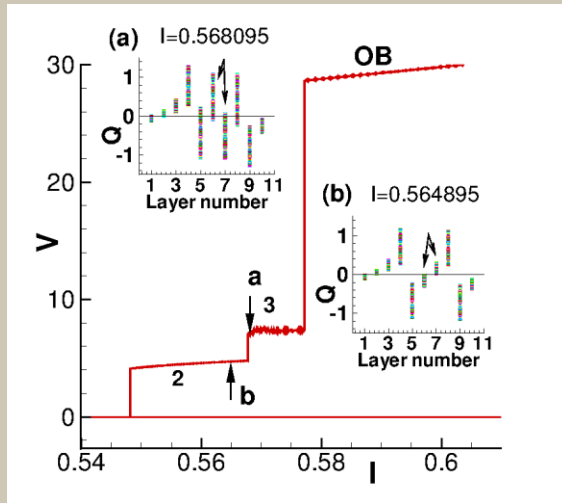 (a) I=0.568095
1
0
-1
Q
1 3 5 7 9 11
Layer number
OB
30
20
10
0
V
(b) I=0.564895
1
0
-1
Q
1 3 5 7 9 11
Layer number
a
3
2
b
0.54 0.56 0.58 0.6
I